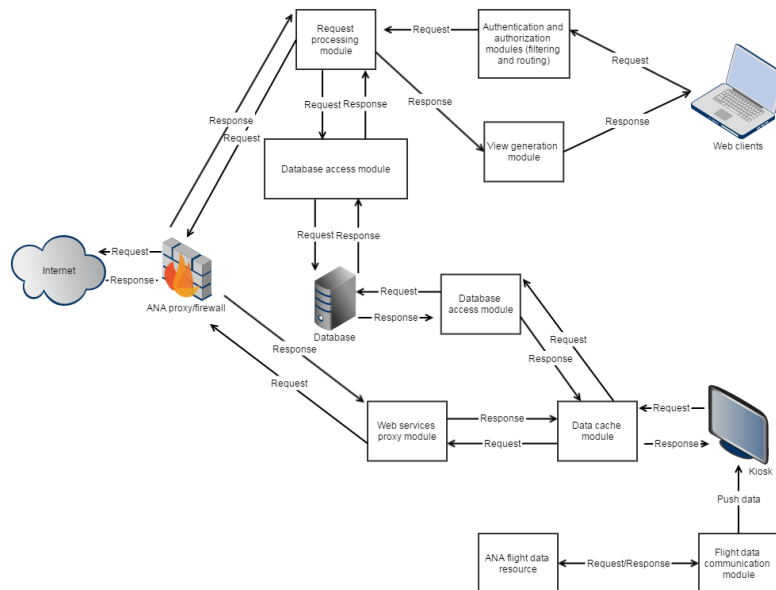 Request
processing
module
Request
Authentication and
authorization
modules (filtering
and routing)
Request
Web clients
Response
Response
View generation
module
Request
Response
Response
Request
Database access module
Request
Response
Internet
Request
Response
ANA proxy/firewall
Database
Request
Response
Database
access module
Request
Response
Response
Request
Web services
proxy module
Response
Request
Data cache
module
Request
Response
Kiosk
Push data
ANA flight data
resource
Request/Response
Flight data
communication
module